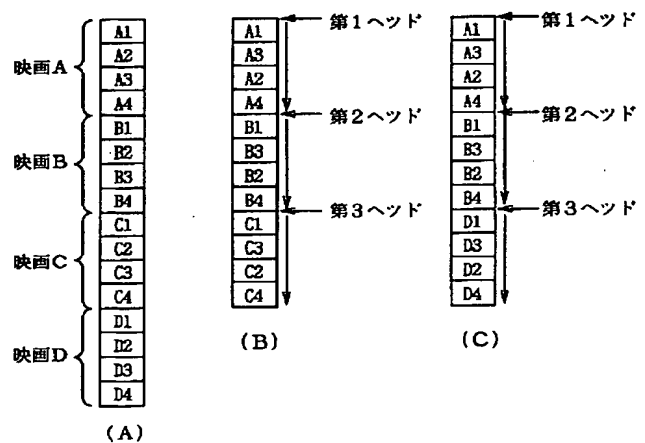 映画A
A1
A2
A3
A4
映画B
B1
B2
B3
B4
映画C
C1
C2
C3
C4
映画D
D1
D2
D3
D4
(A)
A1
A3
A2
A4
B1
B3
B2
B4
C1
C3
C2
C4
第1ヘッド
第2ヘッド
第3ヘッド
(B)
A1
A3
A2
A4
B1
B3
B2
B4
D1
D3
D2
D4
第1ヘッド
第2ヘッド
第3ヘッド
(C)